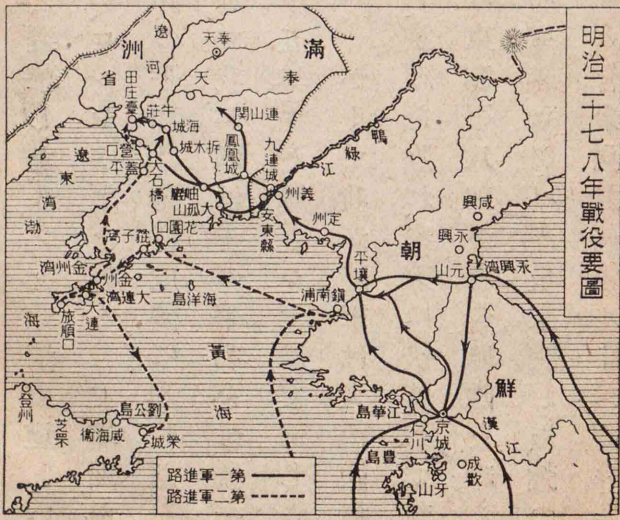 明治二十七八年戰役要圖
滿洲
奉天省
奉天
遼河
田庄臺
牛莊
海城
析木城
連山關
鳳凰城
九連城
鴨綠江
義州
安東縣
大孤山
岫巖
營口
蓋平
大石橋
遼東灣
渤海
花園口
莊子窩
金州灣
金州
大連灣
大連
旅順口
海洋島
黃海
登州
芝罘
威海衞
劉公島
榮城
朝鮮
定州
平壤
鎭南浦
咸興
永興
永興灣
元山
漢江
江華島
京城
仁川
豐島
成歡
牙山
第一軍進路
第二軍進路